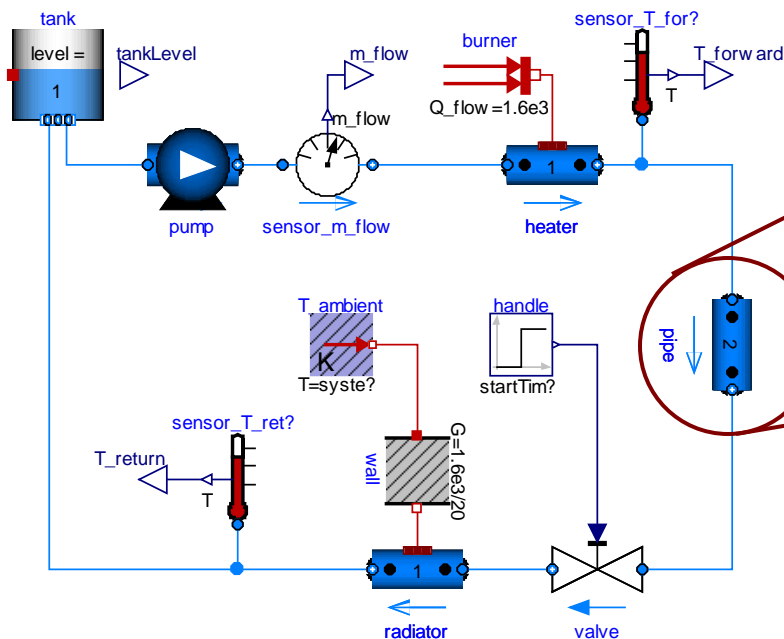 tank
level =
1
tankLevel
m_flow
m_flow
burner
Q_flow=1.6e3
sensor_T_for?
T_forward
T
pump
sensor_m_flow
1
heater
T_ambient
K
T=syste?
handle
startTim?
pipe
2
sensor_T_ret?
T_return
T
wall
G=1.6e3/20
1
radiator
valve